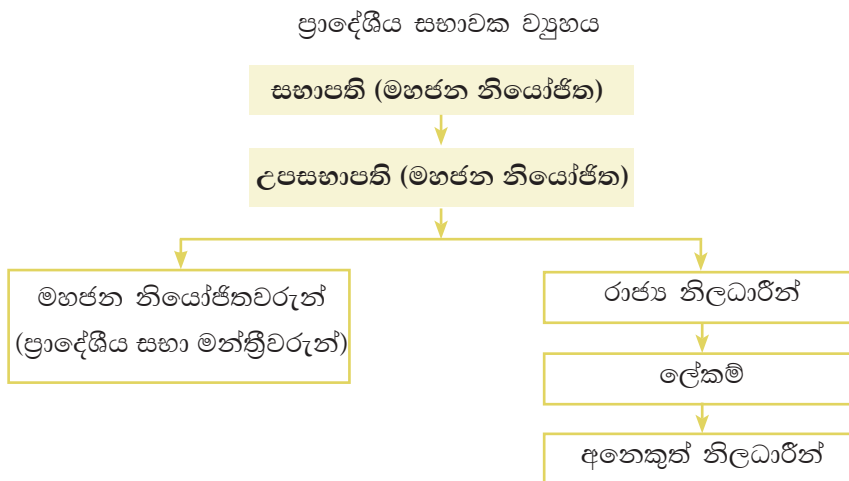 ප්‍රාදේශීය සභාවක ව්‍යුහය
සභාපති (මහජන නියෝජිත)
උපසභාපති (මහජන නියෝජිත)
මහජන නියෝජිතවරුන්
(ප්‍රාදේශීය සභා මන්ත්‍රීවරුන්)
රාජ්‍ය නිලධාරීන්
ලේකම්
අනෙකුත් නිලධාරීන්